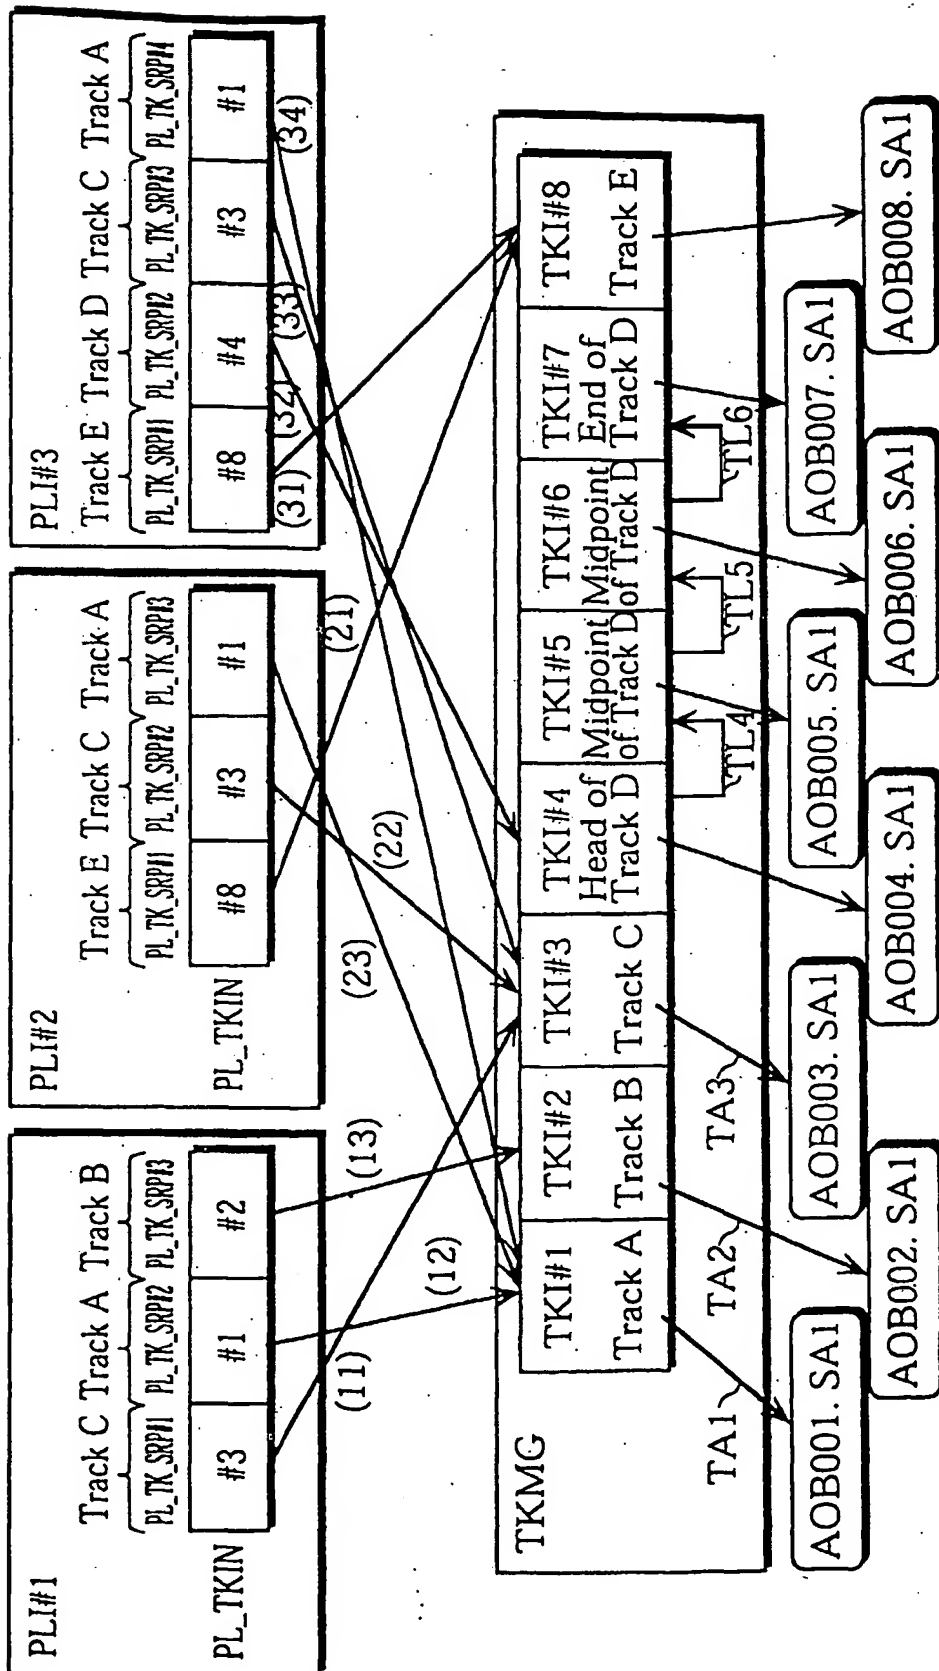 PLI#1
Track C Track A Track B
PL_TK_SRP#1 PL_TK_SRP#2 PL_TK_SRP#3
PL_TKIN #3 #1 #2
PLI#2
Track E Track C Track A
PL_TK_SRP#1 PL_TK_SRP#2 PL_TK_SRP#3
PL_TKIN #8 #3 #1
PLI#3
Track E Track D Track C Track A
PL_TK_SRP#1 PL_TK_SRP#2 PL_TK_SRP#3 PL_TK_SRP#4
#8 #4 #3 #1
(11) (12) (13)
(23) (22) (21)
(31) (32) (33) (34)
TKMG
TKI#1
Track A
TKI#2
Track B
TKI#3
Track C
TKI#4
Head of
Track D
TKI#5
Midpoint
of Track D
TKI#6
Midpoint
of Track D
TKI#7
End of
Track D
TKI#8
Track E
TA1 TA2 TA3 TL4 TL5 TL6
AOB001. SA1
AOB002. SA1
AOB003. SA1
AOB004. SA1
AOB005. SA1
AOB006. SA1
AOB007. SA1
AOB008. SA1